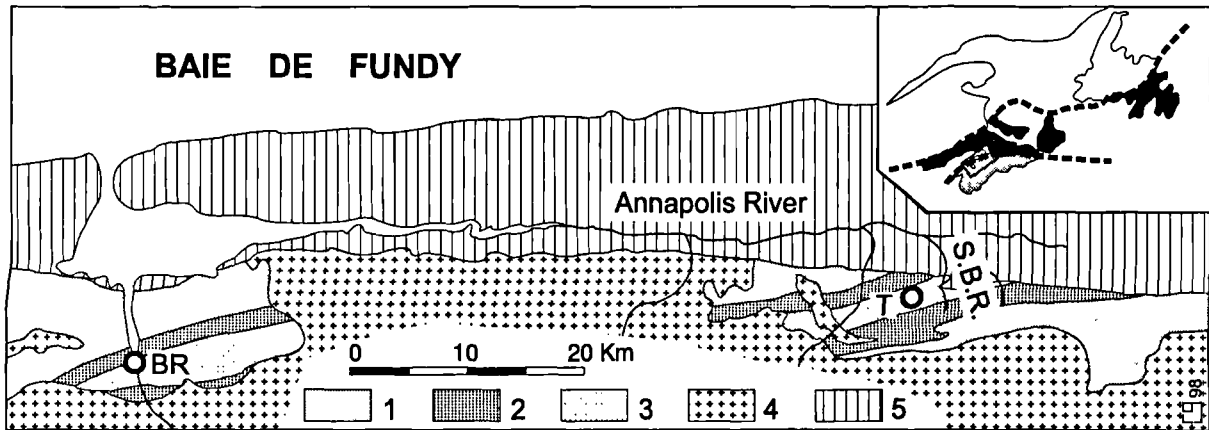 BAIE DE FUNDY
Annapolis River
S.B.R.
T
BR
0 10 20 Km
1 2 3 4 5
98